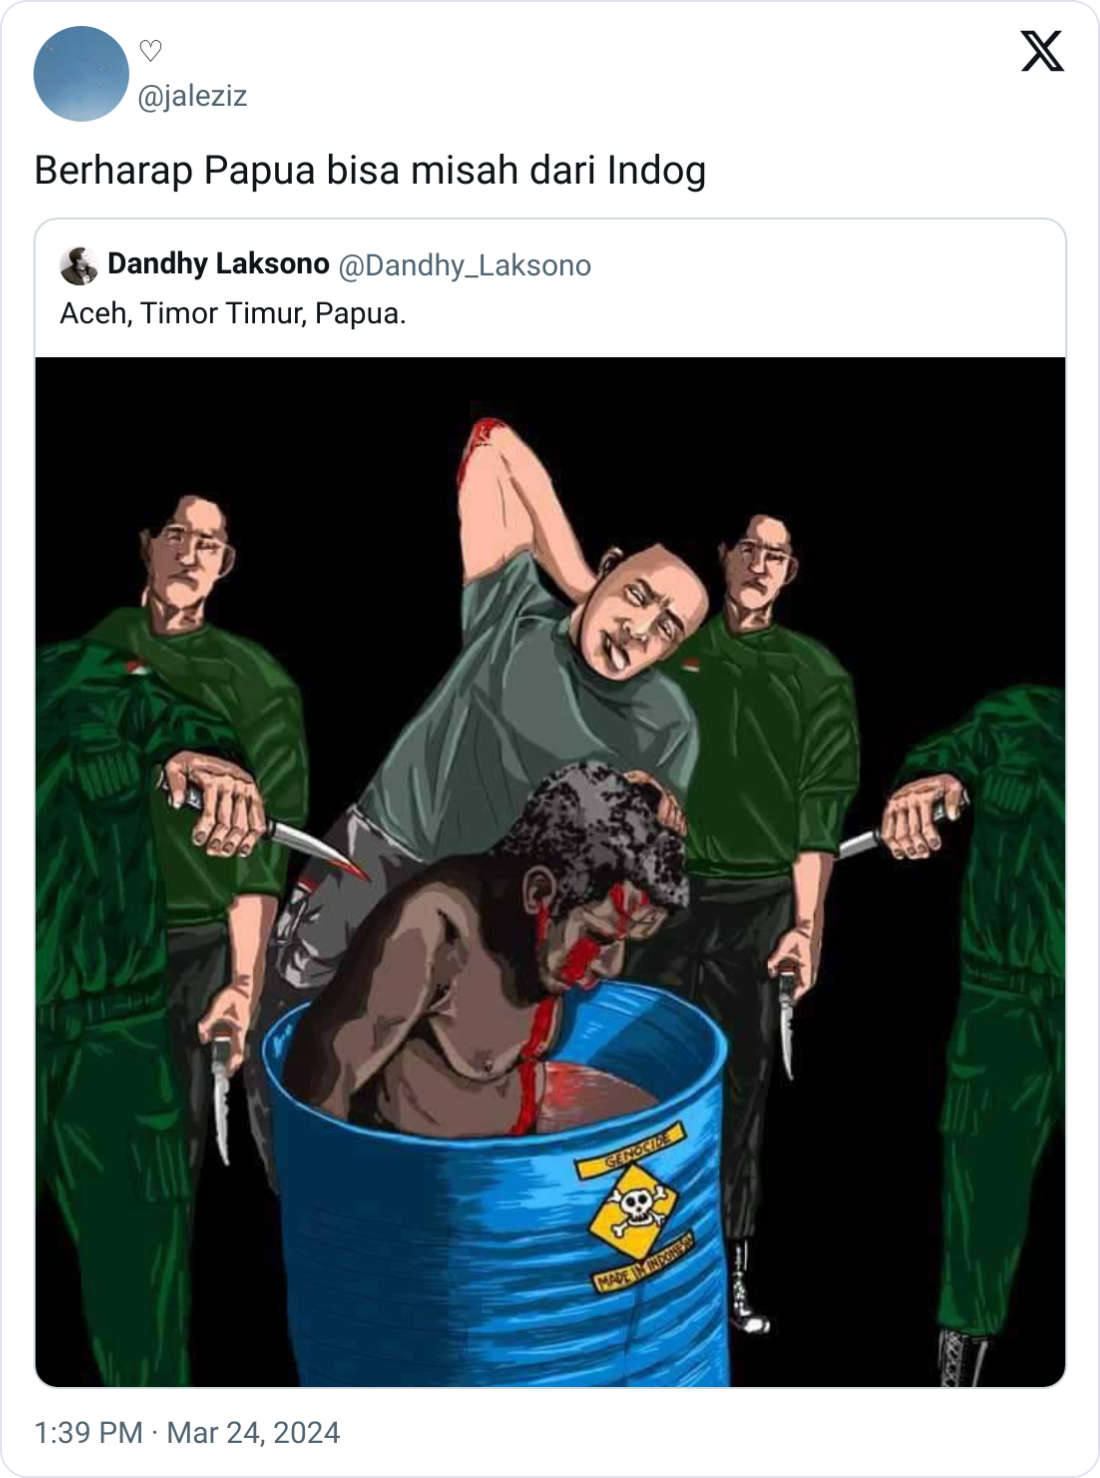 ♡
@jaleziz
Berharap Papua bisa misah dari Indog
Dandhy Laksono @Dandhy_Laksono
Aceh, Timor Timur, Papua.
GENOCIDE
MADE IN INDONESIA
1:39 PM · Mar 24, 2024